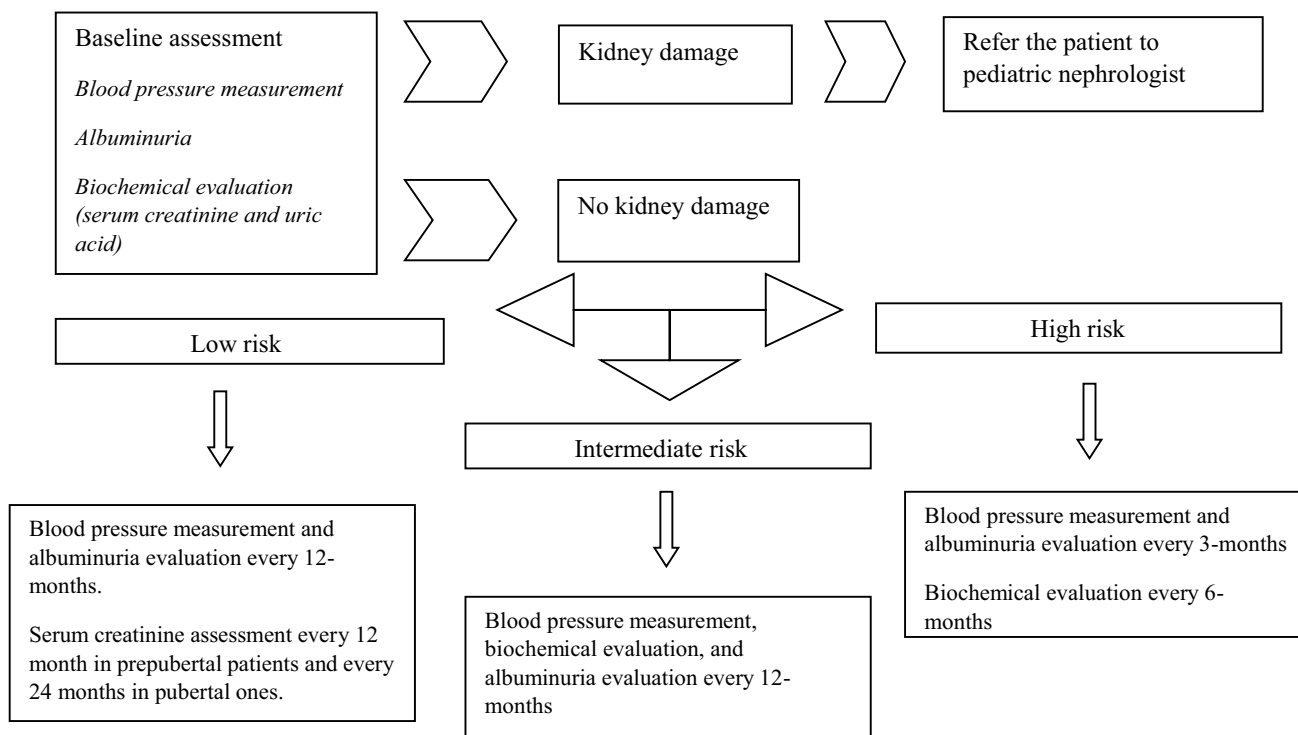 Baseline assessment
Blood pressure measurement
Albuminuria
Biochemical evaluation
(serum creatinine and uric
acid)
Kidney damage
Refer the patient to
pediatric nephrologist
No kidney damage
Low risk
High risk
Intermediate risk
Blood pressure measurement and
albuminuria evaluation every 12-
months.
Serum creatinine assessment every 12
month in prepubertal patients and every
24 months in pubertal ones.
Blood pressure measurement,
biochemical evaluation, and
albuminuria evaluation every 12-
months
Blood pressure measurement and
albuminuria evaluation every 3-months
Biochemical evaluation every 6-
months